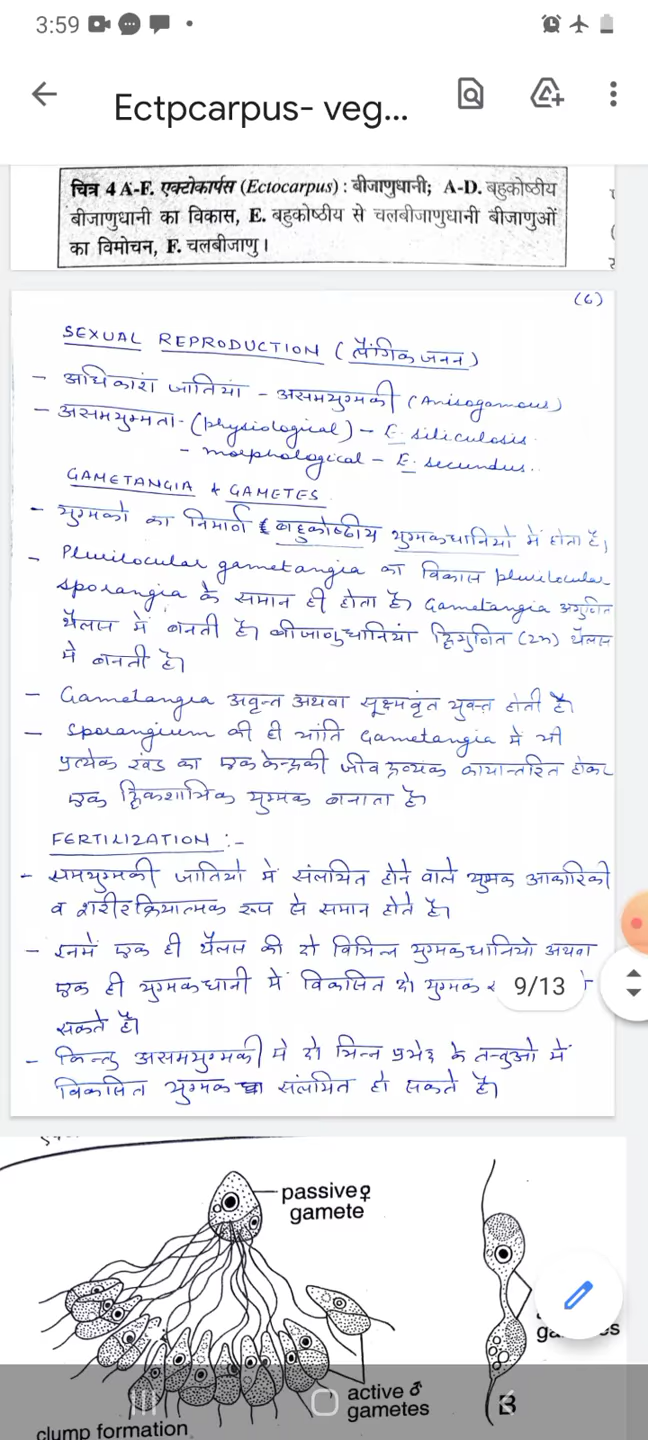 3:59
Ectpcarpus- veg...
चित्र 4 A-F. एक्टोकार्पस (Ectocarpus) : बीजाणुधानी; A-D. बहुकोष्ठीय
बीजाणुधानी का विकास, E. बहुकोष्ठीय से चलबीजाणुधानी बीजाणुओं
का विमोचन, F. चलबीजाणु।
(6)
SEXUAL REPRODUCTION (लैंगिक जनन)
- अधिकांश जातियां - असमयुग्मकी (Anisogamous)
- असमयुग्मता - (physiological) - E. siliculosis.
- morphological - E. secundus..
GAMETANGIA & GAMETES
- युग्मको का निर्माण बाहुकोष्ठीय युग्मकधानियो में होता है।
- Plurilocular gametangia का विकास plurilocular
sporangia के समान ही होता है। Gametangia अगुणित
थैलस में बनती है। बीजाणुधानियां द्विगुणित (2n) थैलस
मे बनती है।
- Gametangia अवृन्त अथवा सूक्ष्मवृंत युक्त होती है।
- Sporangium की ही भांति Gametangia मे भी
प्रत्येक खंड का एककेन्द्रकी जीव द्रव्यक कायान्तरित होकर
एक द्विकशाभिक युग्मक बनाता है।
FERTILIZATION :-
- समयुग्मकी जातियो मे संलयित होने वाले युग्मक आकारिकी
व शरीरक्रियात्मक रूप से समान होते है।
- इनमें एक ही थैलस की दो विभिन्न युग्मकधानियो अथवा
एक ही युग्मकधानी में विकसित दो युग्मक
9/13
सकते है।
- किन्तु असमयुग्मकी मे दो भिन्न प्रभेद के तन्तुओ में
विकसित युग्मक संलयित हो सकते है।
passive♀
gamete
active ♂
gametes
clump formation
B